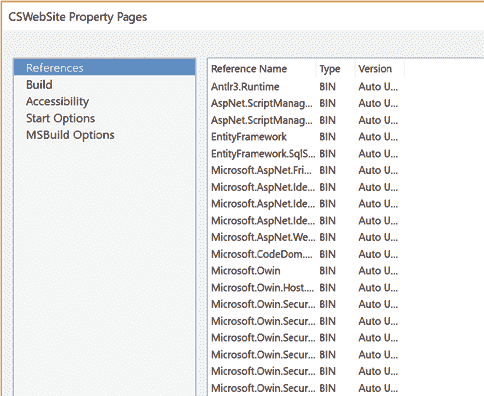 CSWebSite Property Pages
References
Build
Accessibility
Start Options
MSBuild Options
Reference Name Type Version
Antlr3.Runtime BIN Auto U...
AspNet.ScriptManag... BIN Auto U...
AspNet.ScriptManag... BIN Auto U...
EntityFramework BIN Auto U...
EntityFramework.SqlS... BIN Auto U...
Microsoft.AspNet.Fri... BIN Auto U...
Microsoft.AspNet.Ide... BIN Auto U...
Microsoft.AspNet.Ide... BIN Auto U...
Microsoft.AspNet.Ide... BIN Auto U...
Microsoft.AspNet.We... BIN Auto U...
Microsoft.CodeDom.... BIN Auto U...
Microsoft.Owin BIN Auto U...
Microsoft.Owin.Host.... BIN Auto U...
Microsoft.Owin.Secur... BIN Auto U...
Microsoft.Owin.Secur... BIN Auto U...
Microsoft.Owin.Secur... BIN Auto U...
Microsoft.Owin.Secur... BIN Auto U...
Microsoft.Owin.Secur... BIN Auto U...
Microsoft.Owin.Secur... BIN Auto U...